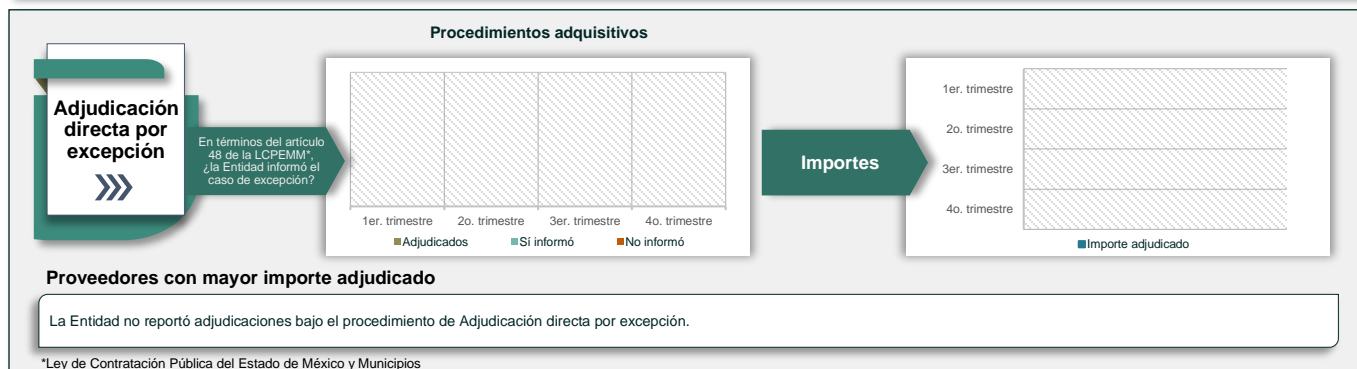 Procedimientos adquisitivos
Adjudicación
directa por
excepción
En términos del artículo
48 de la LCPEMM*,
¿la Entidad informó el
caso de excepción?
1er. trimestre
2o. trimestre
3er. trimestre
4o. trimestre
Adjudicados
Sí informó
No informó
Importes
1er. trimestre
2o. trimestre
3er. trimestre
4o. trimestre
Importe adjudicado
Proveedores con mayor importe adjudicado
La Entidad no reportó adjudicaciones bajo el procedimiento de Adjudicación directa por excepción.
*Ley de Contratación Pública del Estado de México y Municipios